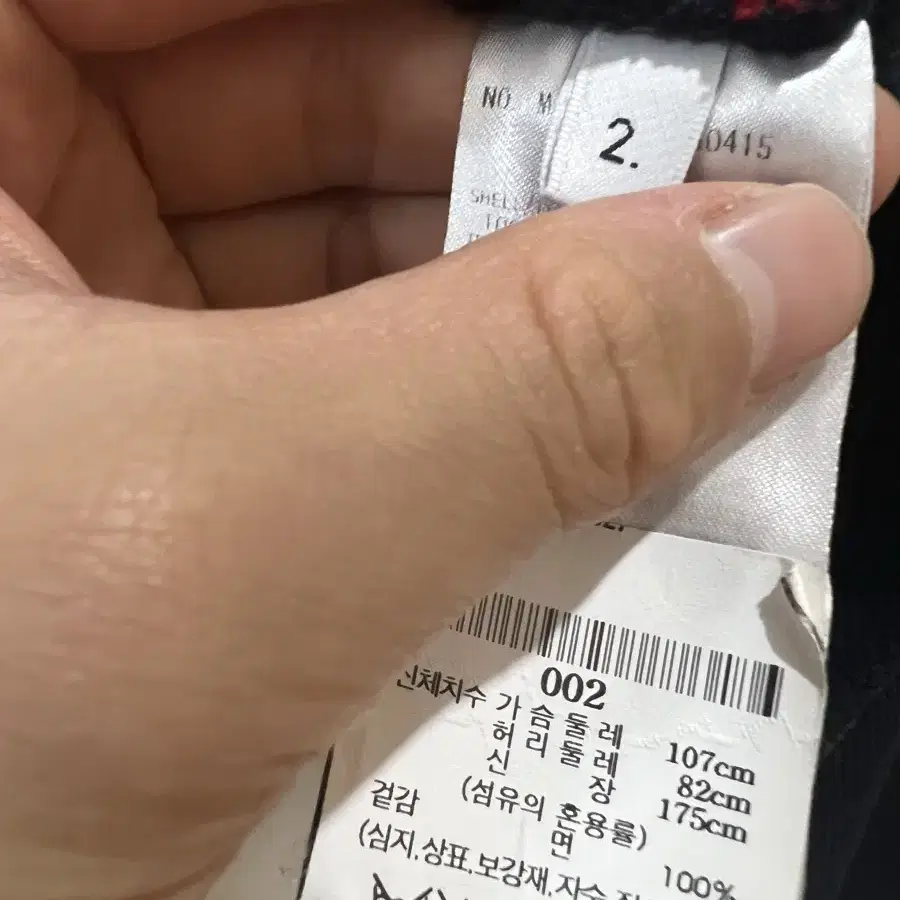 NO M
2.
0415
002
신체치수 가슴둘레 107cm
허리둘레 82cm
신장 175cm
겉감 (섬유의 혼용률)
면 100%
(심지,상표,보강재,자수